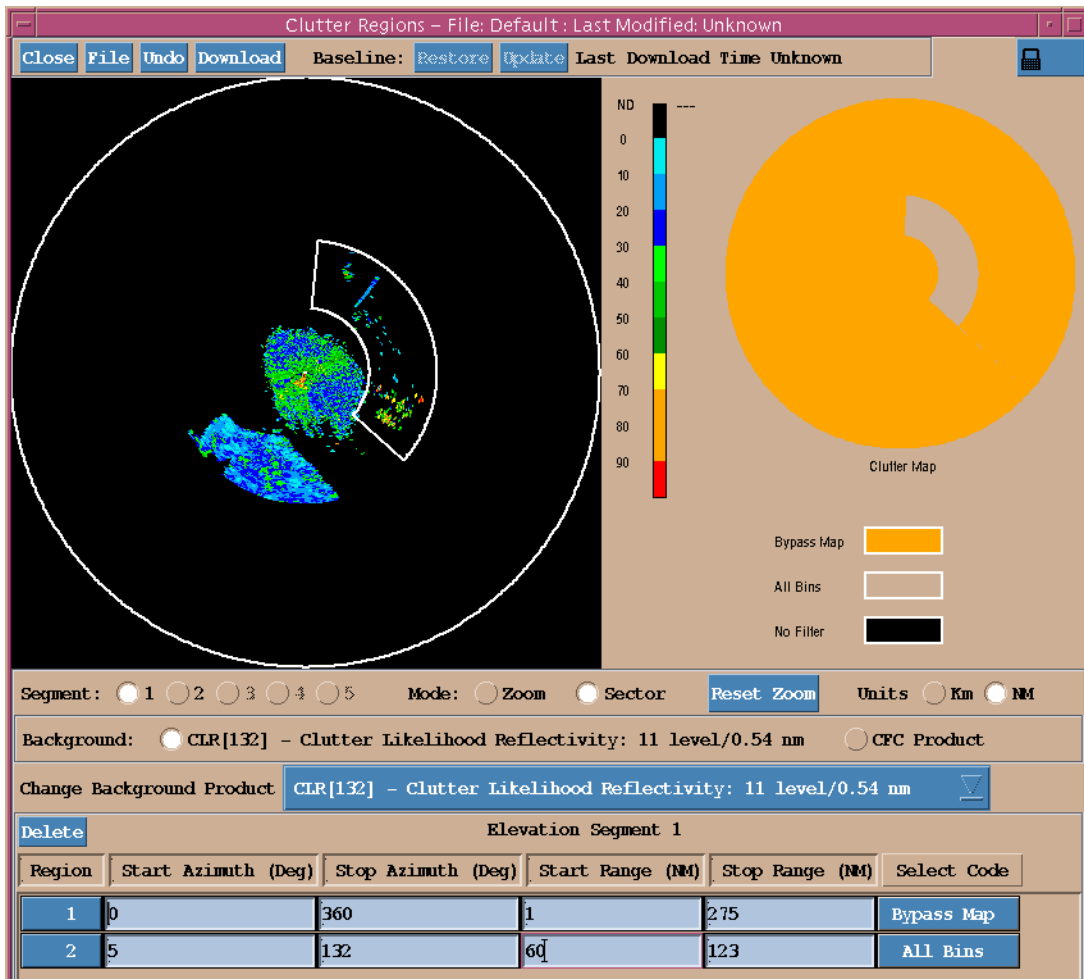 Clutter Regions – File: Default : Last Modified: Unknown
Close File Undo Download Baseline: Restore Update Last Download Time Unknown
ND ---
0
10
20
30
40
50
60
70
80
90
Clutter Map
Bypass Map
All Bins
No Filter
Segment: 1 2 3 4 5 Mode: Zoom Sector Reset Zoom Units Km NM
Background: CLR[132] - Clutter Likelihood Reflectivity: 11 level/0.54 nm CFC Product
Change Background Product CLR[132] - Clutter Likelihood Reflectivity: 11 level/0.54 nm
Delete Elevation Segment 1
Region Start Azimuth (Deg) Stop Azimuth (Deg) Start Range (NM) Stop Range (NM) Select Code
1 0 360 1 275 Bypass Map
2 5 132 60 123 All Bins